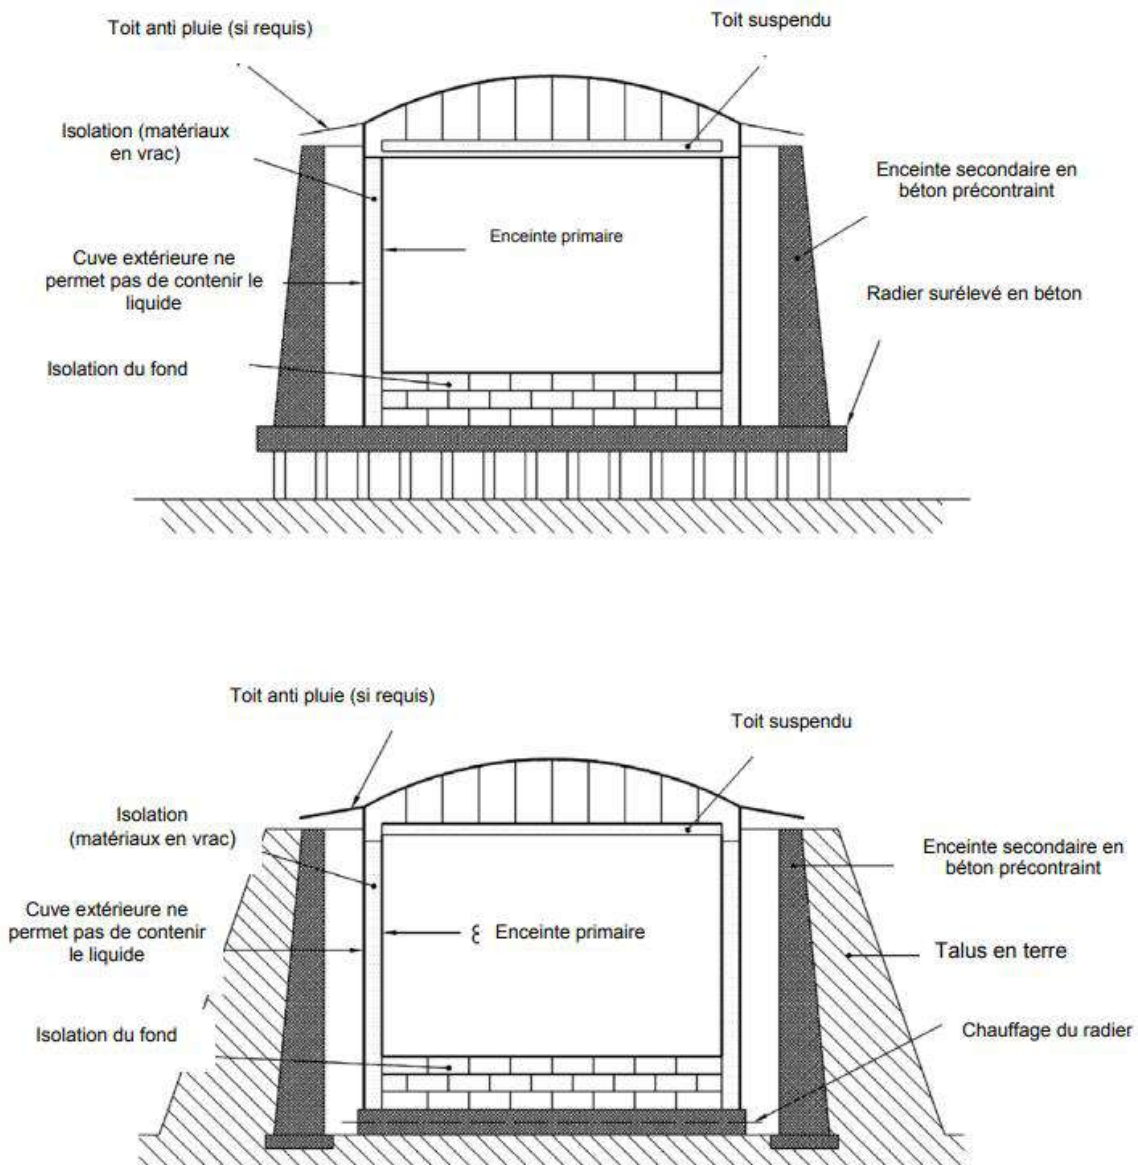 Toit anti pluie (si requis)
Toit suspendu
Isolation (matériaux
en vrac)
Enceinte secondaire en
béton précontraint
Enceinte primaire
Cuve extérieure ne
permet pas de contenir le
liquide
Radier surélevé en béton
Isolation du fond
Toit anti pluie (si requis)
Toit suspendu
Isolation
(matériaux en vrac)
Enceinte secondaire en
béton précontraint
Cuve extérieure ne
permet pas de contenir
le liquide
Enceinte primaire
Talus en terre
Isolation du fond
Chauffage du radier